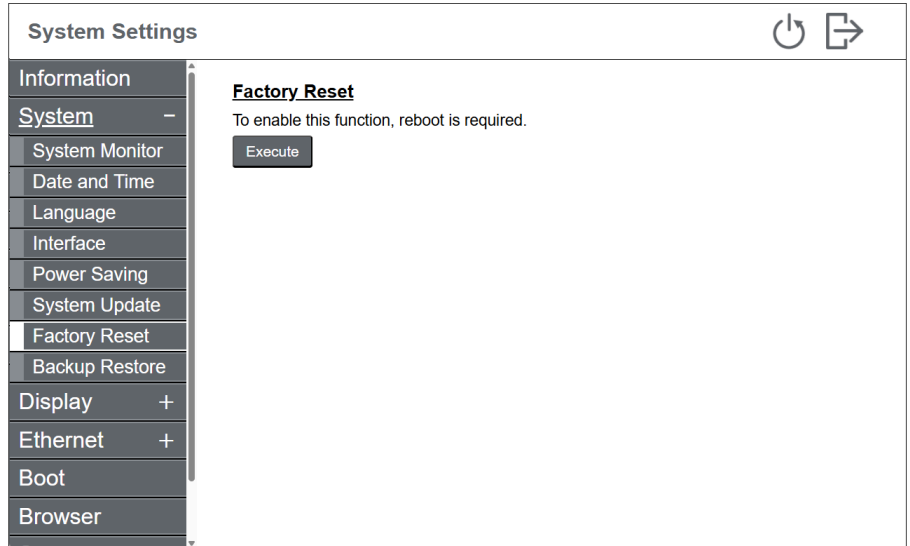 System Settings
Information
System −
System Monitor
Date and Time
Language
Interface
Power Saving
System Update
Factory Reset
Backup Restore
Display +
Ethernet +
Boot
Browser
Factory Reset
To enable this function, reboot is required.
Execute